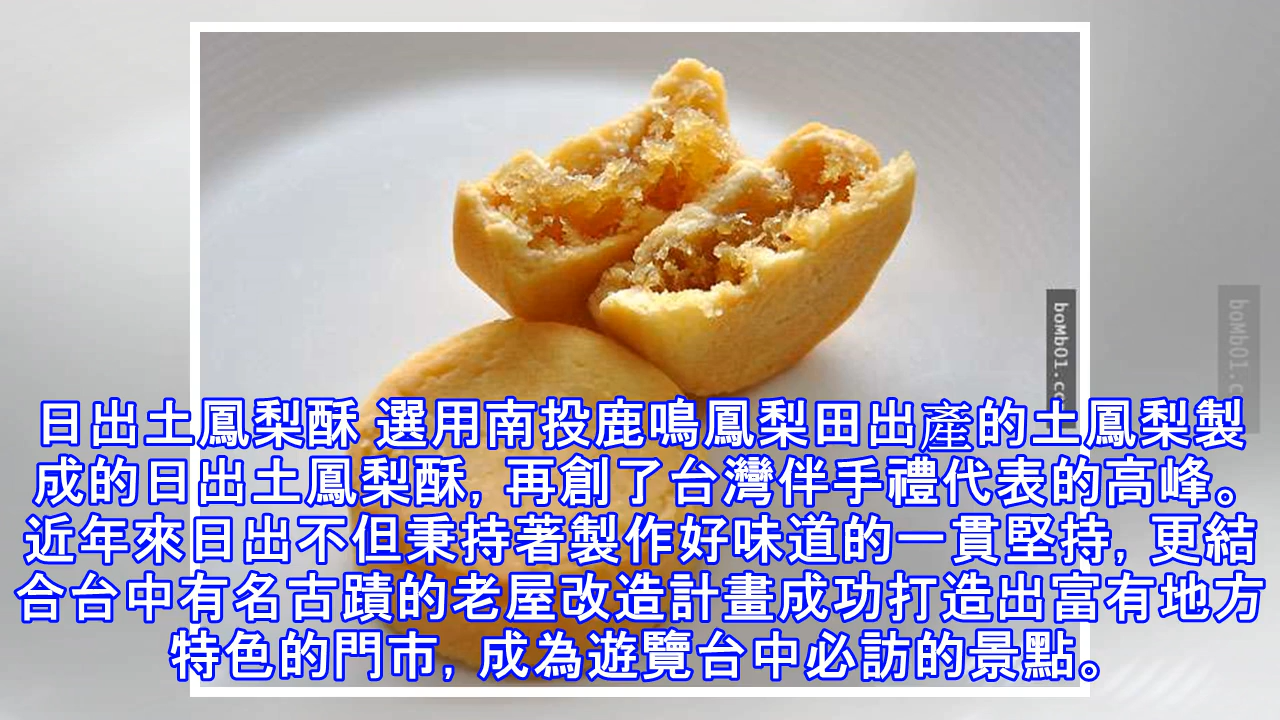 日出土鳳梨酥 選用南投鹿鳴鳳梨田出產的土鳳梨製
成的日出土鳳梨酥, 再創了台灣伴手禮代表的高峰。
近年來日出不但秉持著製作好味道的一貫堅持, 更結
合台中有名古蹟的老屋改造計畫成功打造出富有地方
特色的門市, 成為遊覽台中必訪的景點。
boMb01.c
boMb01.c